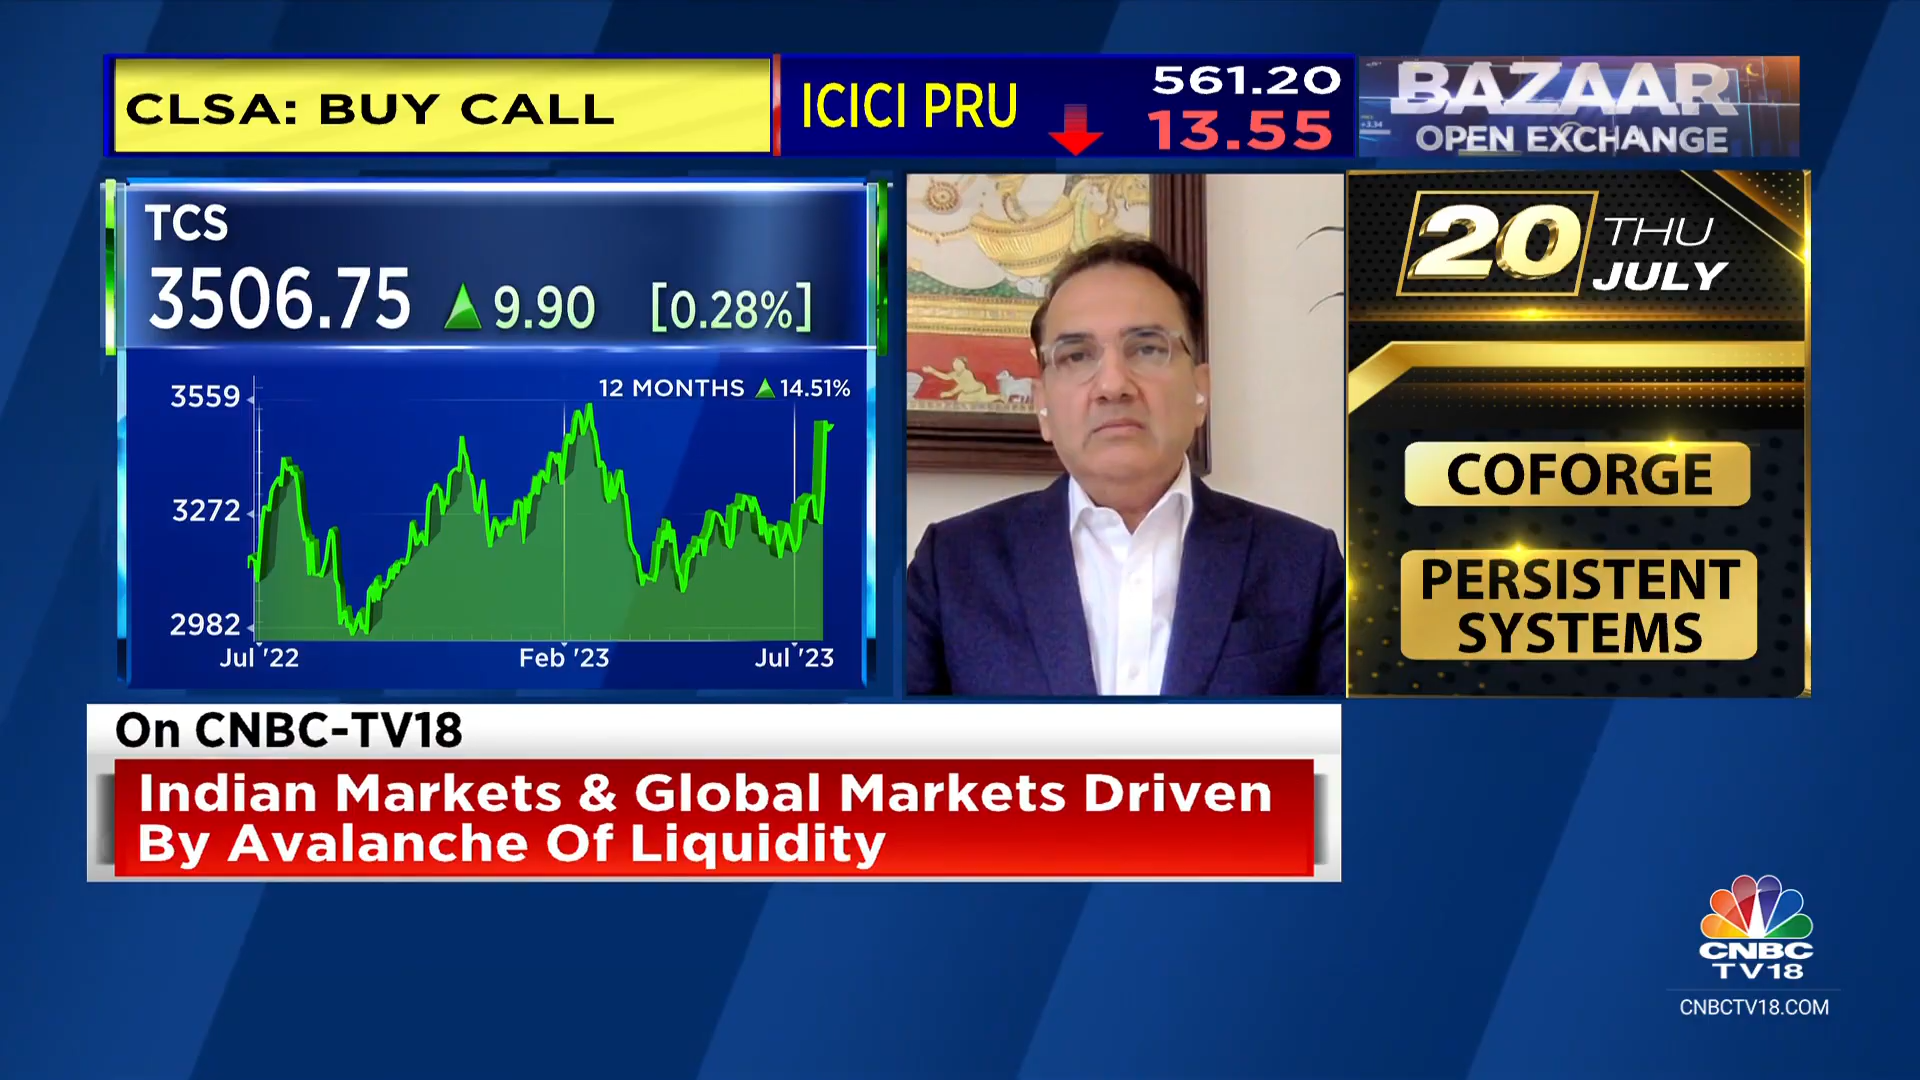 CLSA: BUY CALL
ICICI PRU
561.20
13.55
BAZAAR
OPEN EXCHANGE
TCS
3506.75 9.90 [0.28%]
12 MONTHS 14.51%
3559
3272
2982
Jul '22 Feb '23 Jul '23
20 THU
JULY
COFORGE
PERSISTENT
SYSTEMS
On CNBC-TV18
Indian Markets & Global Markets Driven
By Avalanche Of Liquidity
CNBC
TV18
CNBCTV18.COM